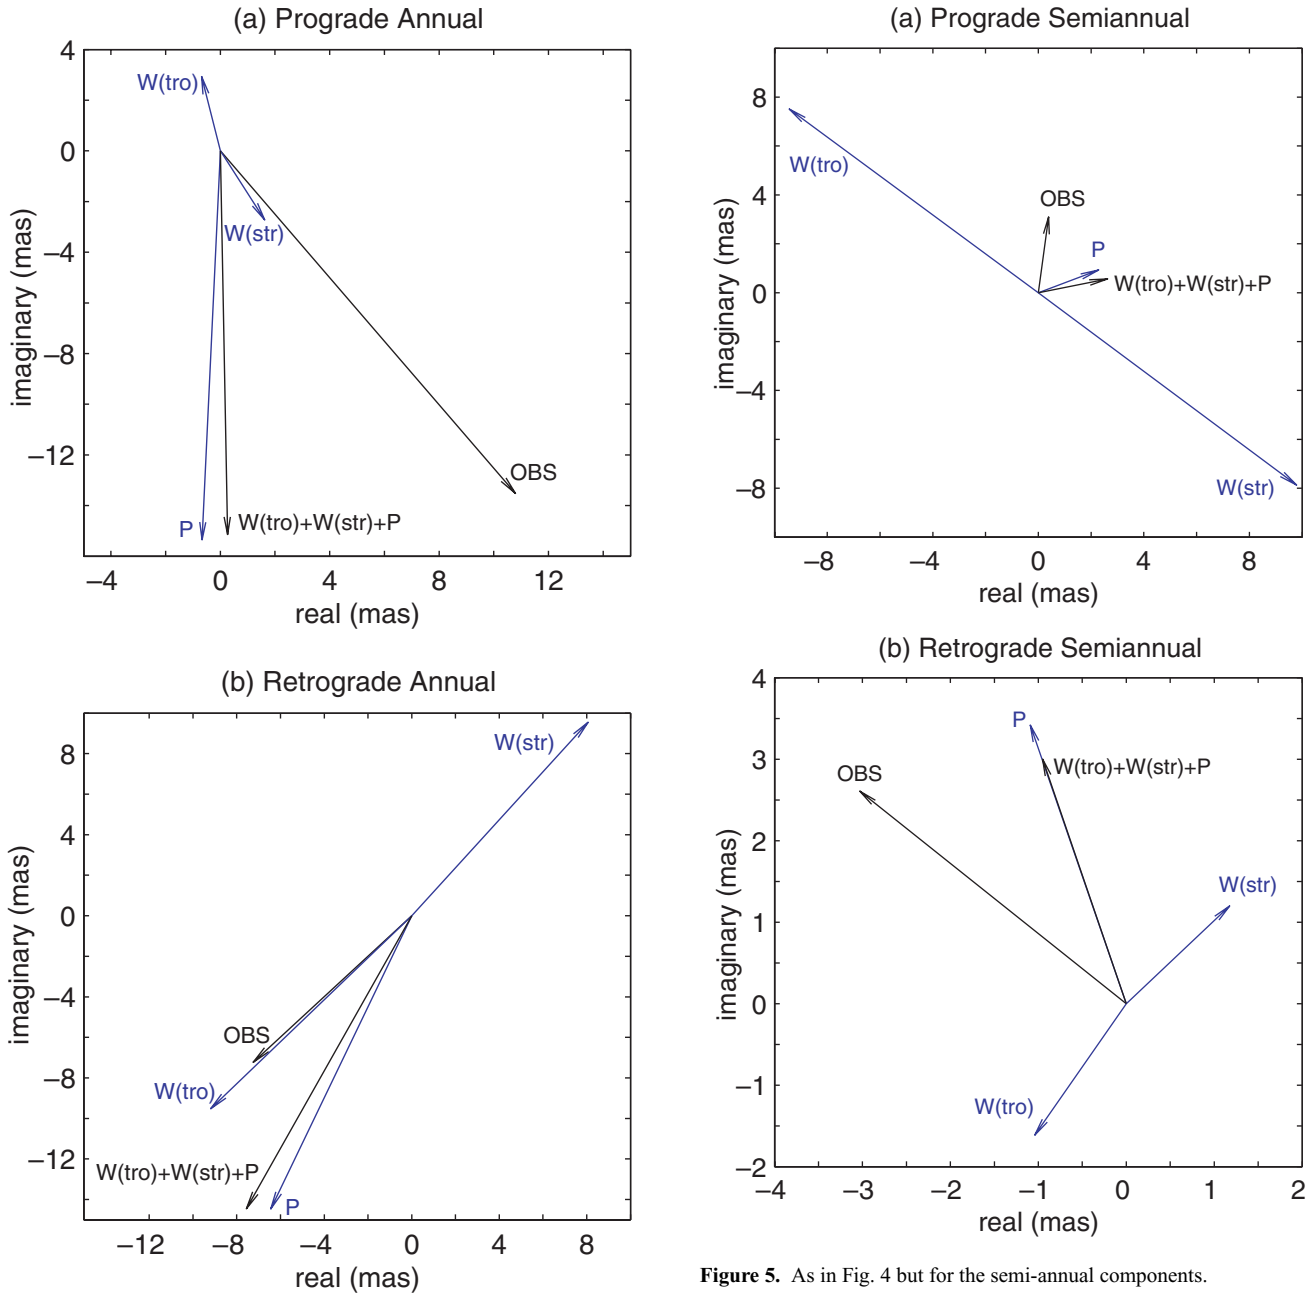 (a) Prograde Annual
4
0
−4
−8
−12
imaginary (mas)
W(tro)
W(str)
OBS
P
W(tro)+W(str)+P
−4 0 4 8 12
real (mas)
(b) Retrograde Annual
8
4
0
−4
−8
−12
imaginary (mas)
W(str)
OBS
W(tro)
W(tro)+W(str)+P
P
−12 −8 −4 0 4 8
real (mas)
(a) Prograde Semiannual
8
4
0
−4
−8
imaginary (mas)
W(tro)
OBS
P
W(tro)+W(str)+P
W(str)
−8 −4 0 4 8
real (mas)
(b) Retrograde Semiannual
4
3
2
1
0
−1
−2
imaginary (mas)
P
W(tro)+W(str)+P
OBS
W(str)
W(tro)
−4 −3 −2 −1 0 1 2
real (mas)
Figure 5. As in Fig. 4 but for the semi-annual components.